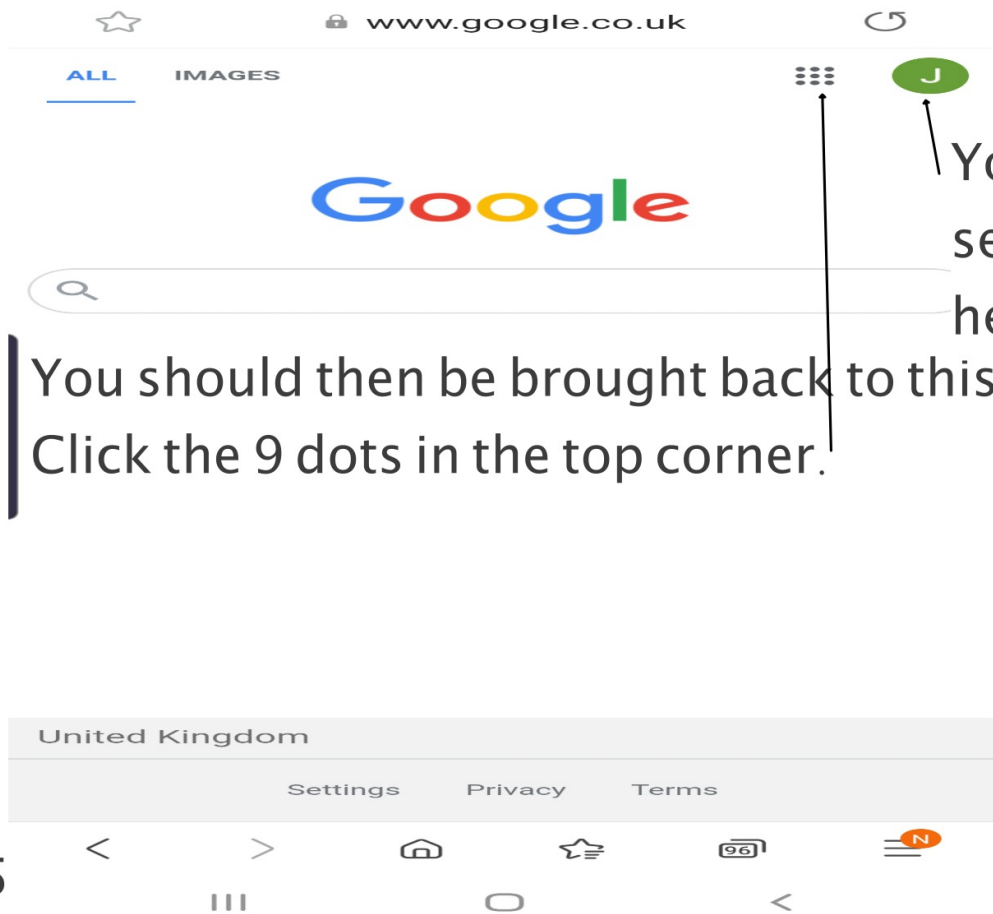 www.google.co.uk
ALL IMAGES
J
Google
You should then be brought back to this
Click the 9 dots in the top corner.
United Kingdom
Settings Privacy Terms
96 N